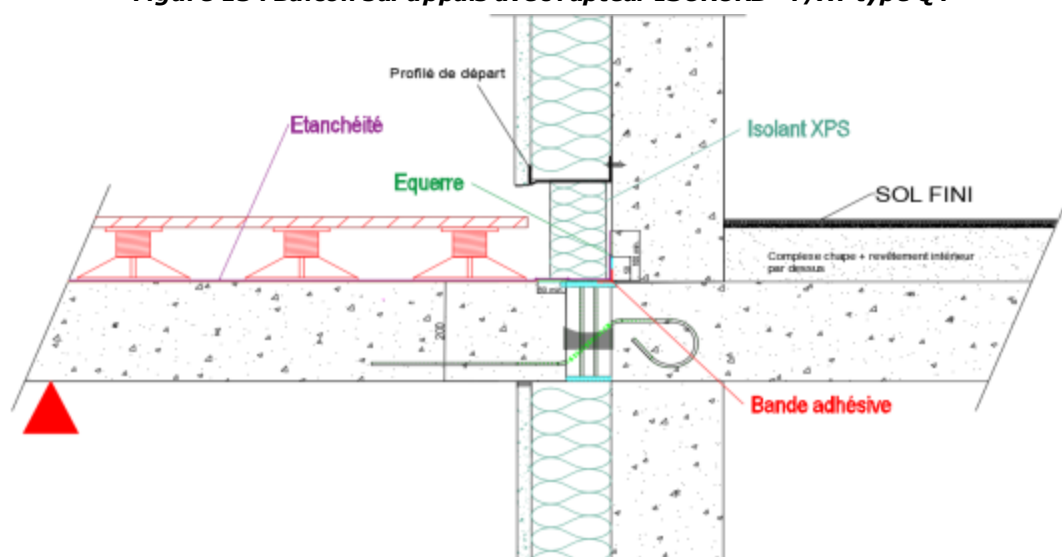 Profilé de départ
Etanchéité
Isolant XPS
Equerre
SOL FINI
Complexe chape + revêtement intérieur
par dessus
200
Bande adhésive